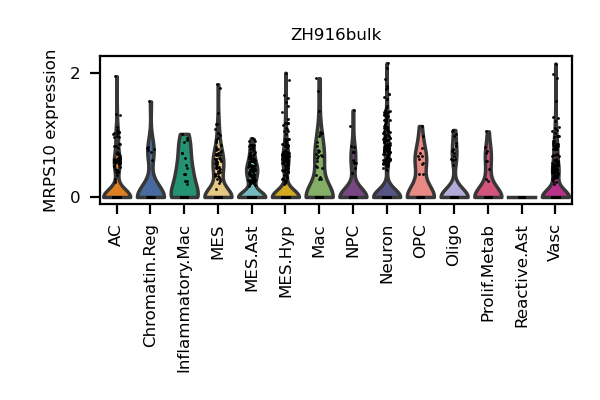 ZH916bulk
MRPS10 expression
2
0
AC
Chromatin.Reg
Inflammatory.Mac
MES
MES.Ast
MES.Hyp
Mac
NPC
Neuron
OPC
Oligo
Prolif.Metab
Reactive.Ast
Vasc